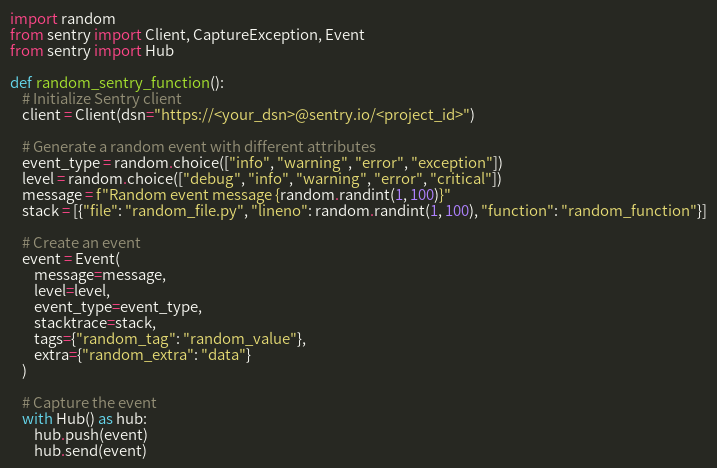 import random
from sentry import Client, CaptureException, Event
from sentry import Hub

def random_sentry_function():
    # Initialize Sentry client
    client = Client(dsn="https://<your_dsn>@sentry.io/<project_id>")

    # Generate a random event with different attributes
    event_type = random.choice(["info", "warning", "error", "exception"])
    level = random.choice(["debug", "info", "warning", "error", "critical"])
    message = f"Random event message {random.randint(1, 100)}"
    stack = [{"file": "random_file.py", "lineno": random.randint(1, 100), "function": "random_function"}]

    # Create an event
    event = Event(
        message=message,
        level=level,
        event_type=event_type,
        stacktrace=stack,
        tags={"random_tag": "random_value"},
        extra={"random_extra": "data"}
    )

    # Capture the event
    with Hub() as hub:
        hub.push(event)
        hub.send(event)